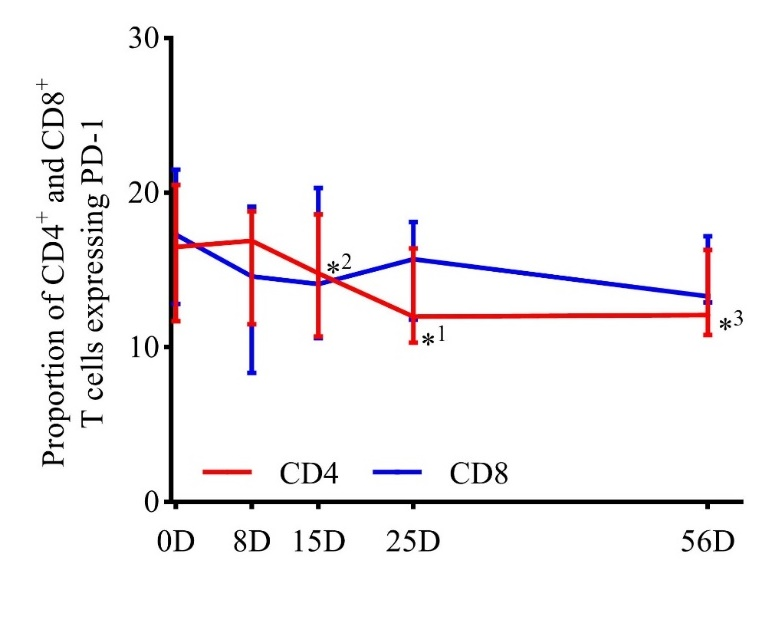 30
20
10
0
Proportion of CD4⁺ and CD8⁺
T cells expressing PD-1
*2
*1
*3
CD4 CD8
0D 8D 15D 25D 56D